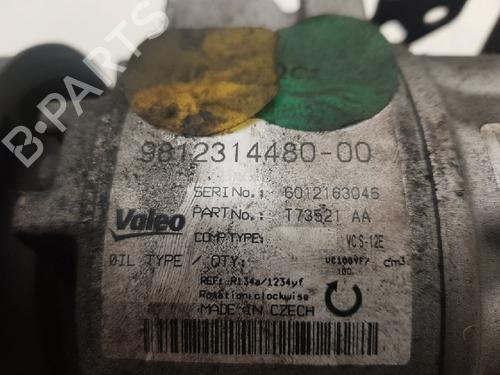 B-PARTS
9812314480-00
SERI No.: 6012163046
Valeo
PART No.: T73521 AA
COMP.TYPE: VCS-12E
OIL TYPE / QTY: cm³
REF: R134a/1234yf
Rotation:clockwise
MADE IN CZECH